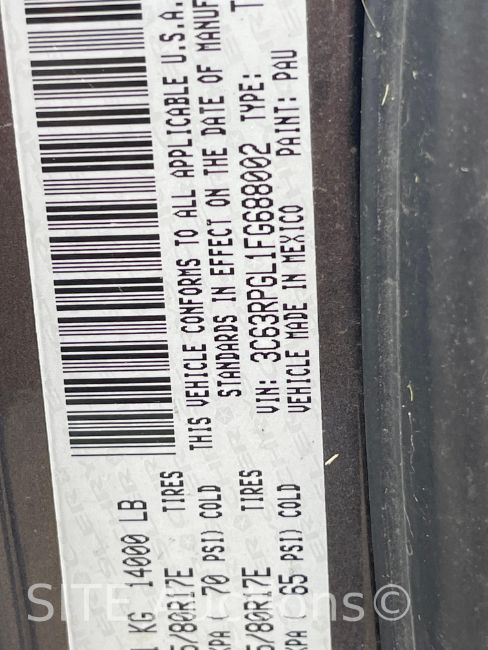 1 KG 14000 LB
5/80R17E TIRES
KPA ( 70 PSI) COLD
5/80R17E TIRES
KPA ( 65 PSI) COLD
THIS VEHICLE CONFORMS TO ALL APPLICABLE U.S.A.
STANDARDS IN EFFECT ON THE DATE OF MANUF
VIN: 3C63RPGL1FG688002 TYPE: T
VEHICLE MADE IN MEXICO PAINT: PAU
SITE Auctions©